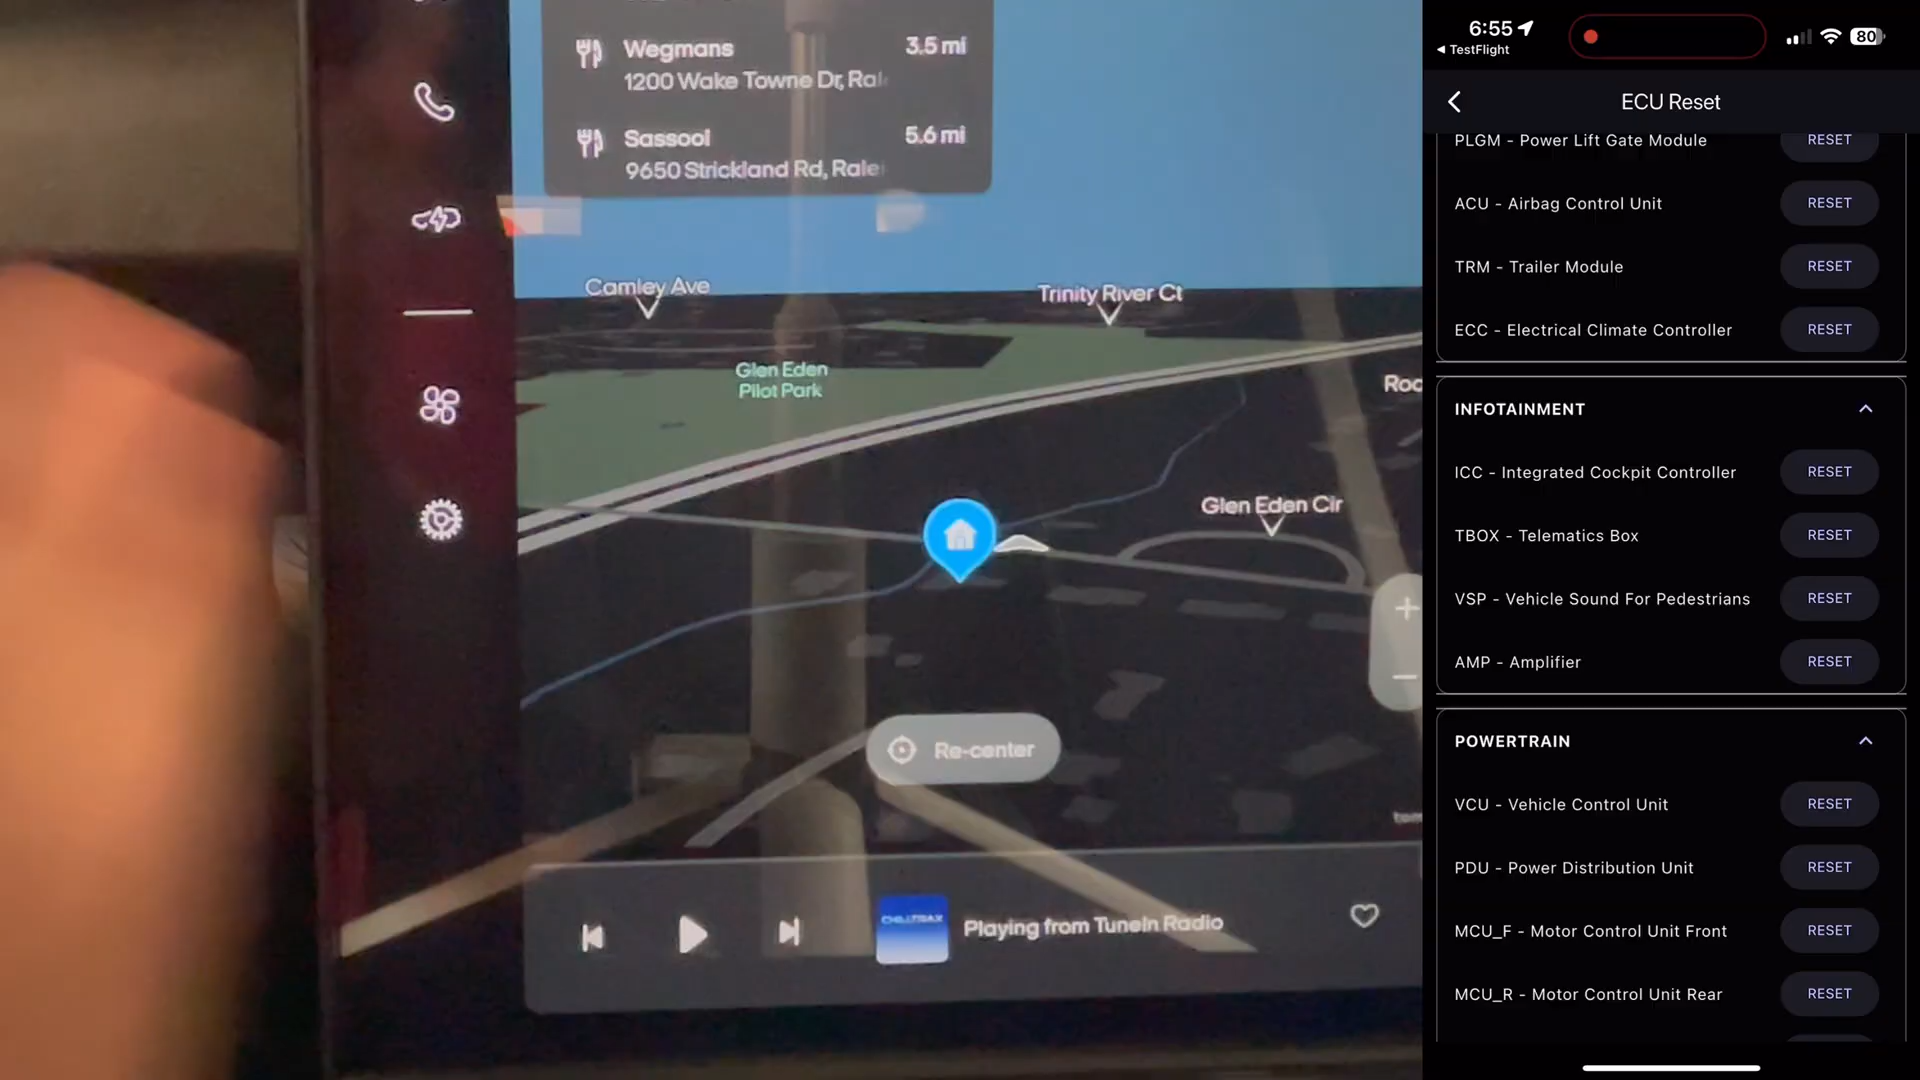 Wegmans
3.5 mi
1200 Wake Towne Dr, Ral
Sassool
5.6 mi
9650 Strickland Rd, Ralei
Camley Ave
Trinity River Ct
Glen Eden
Pilot Park
Roc
Glen Eden Cir
+
−
Re-center
tom
CHILLTRAX
Playing from TuneIn Radio
6:55
80
TestFlight
ECU Reset
PLGM - Power Lift Gate Module
RESET
ACU - Airbag Control Unit
RESET
TRM - Trailer Module
RESET
ECC - Electrical Climate Controller
RESET
INFOTAINMENT
ICC - Integrated Cockpit Controller
RESET
TBOX - Telematics Box
RESET
VSP - Vehicle Sound For Pedestrians
RESET
AMP - Amplifier
RESET
POWERTRAIN
VCU - Vehicle Control Unit
RESET
PDU - Power Distribution Unit
RESET
MCU_F - Motor Control Unit Front
RESET
MCU_R - Motor Control Unit Rear
RESET